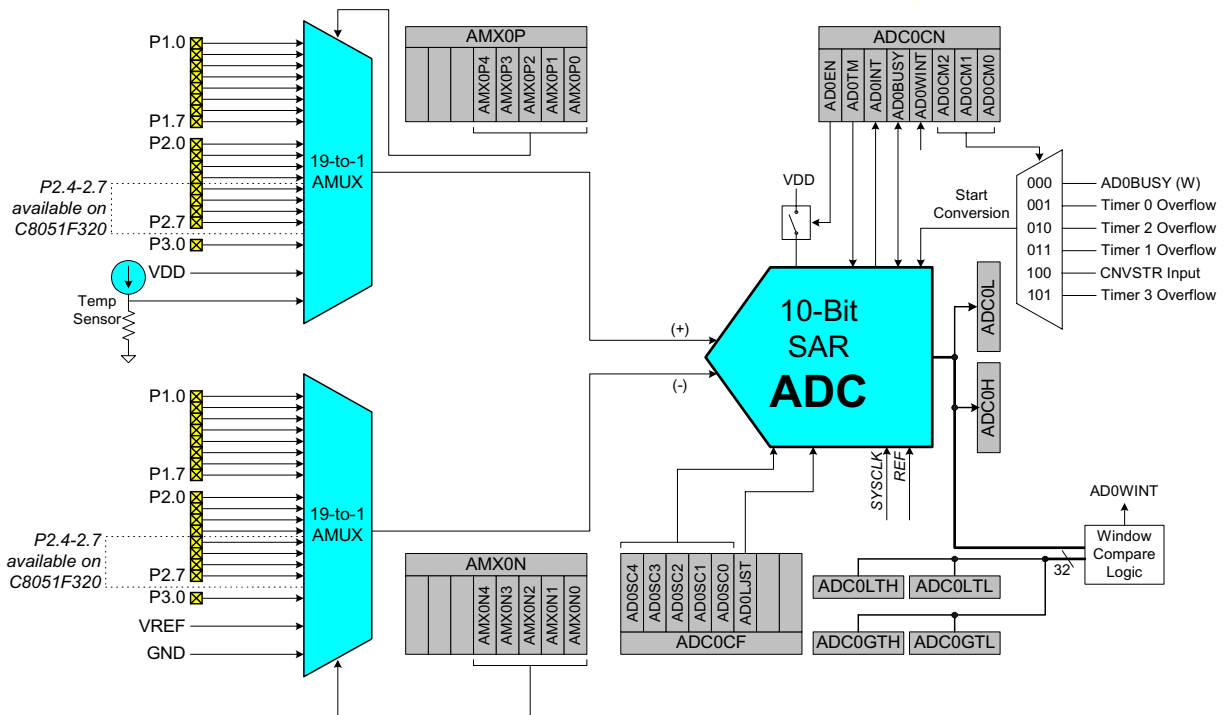 AMX0P
AMX0P4
AMX0P3
AMX0P2
AMX0P1
AMX0P0
ADC0CN
AD0EN
AD0TM
AD0INT
AD0BUSY
AD0WINT
AD0CM2
AD0CM1
AD0CM0
P1.0
P1.7
P2.0
P2.4-2.7
available on
C8051F320
P2.7
P3.0
VDD
Temp
Sensor
19-to-1
AMUX
VDD
Start
Conversion
000
AD0BUSY (W)
001
Timer 0 Overflow
010
Timer 2 Overflow
011
Timer 1 Overflow
100
CNVSTR Input
101
Timer 3 Overflow
(+)
(-)
10-Bit
SAR
ADC
ADC0L
ADC0H
SYSCLK
REF
P1.0
P1.7
P2.0
P2.4-2.7
available on
C8051F320
P2.7
P3.0
VREF
GND
19-to-1
AMUX
AMX0N
AMX0N4
AMX0N3
AMX0N2
AMX0N1
AMX0N0
AD0SC4
AD0SC3
AD0SC2
AD0SC1
AD0SC0
AD0LJST
ADC0CF
AD0WINT
Window
Compare
Logic
32
ADC0LTH
ADC0LTL
ADC0GTH
ADC0GTL